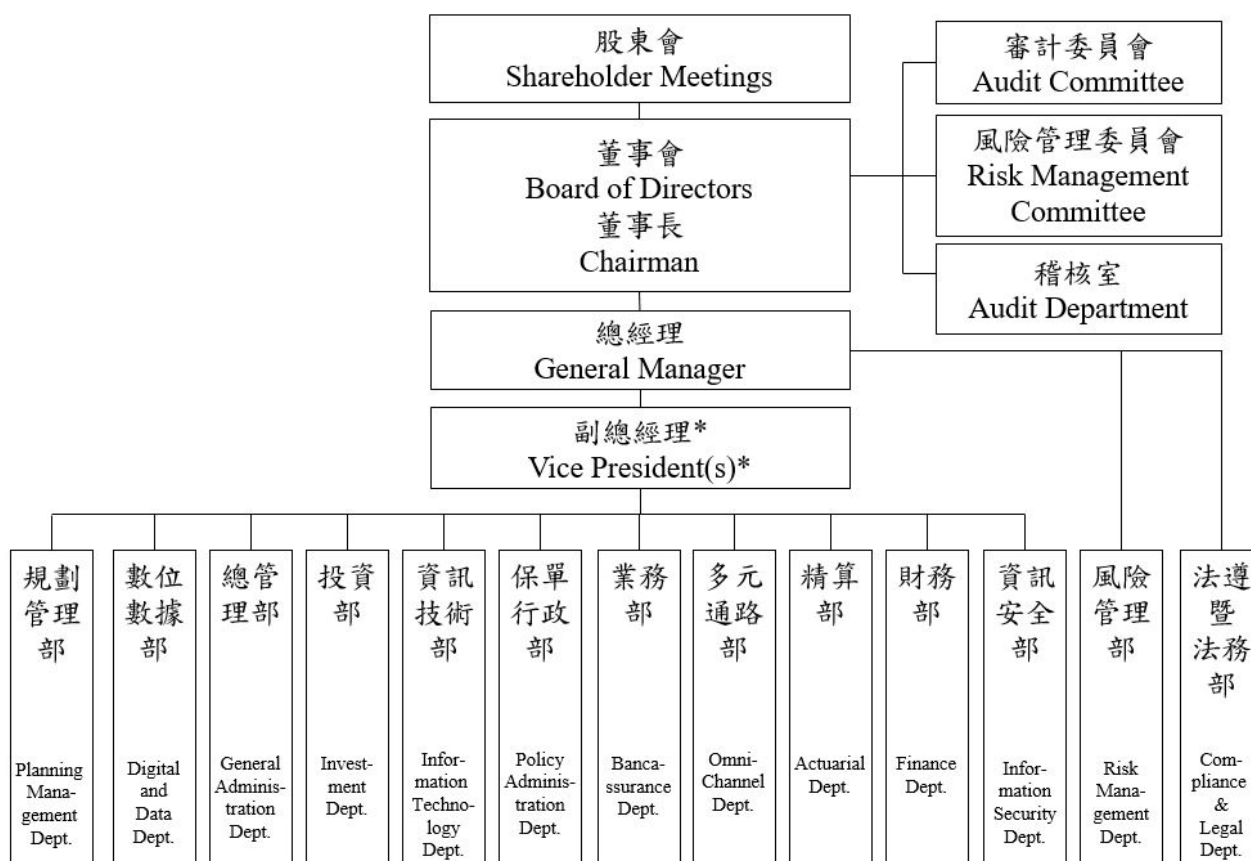 股東會
Shareholder Meetings
審計委員會
Audit Committee
董事會
Board of Directors
董事長
Chairman
風險管理委員會
Risk Management
Committee
稽核室
Audit Department
總經理
General Manager
副總經理*
Vice President(s)*
規劃
管理
部
Planning
Mana-
gement
Dept.
數位
數據
部
Digital
and
Data Dept.
總管
理部
General
Adminis-
tration
Dept.
投資
部
Invest-
ment
Dept.
資訊
技術
部
Infor-
mation
Techno-
logy
Dept.
保單
行政
部
Policy
Adminis-
tration
Dept.
業務
部
Banca-
ssurance
Dept.
多元
通路
部
Omni-
Channel
Dept.
精算
部
Actuarial
Dept.
財務
部
Finance
Dept.
資訊
安全
部
Infor-
mation
Security
Dept.
風險
管理
部
Risk
Mana-
gement
Dept.
法遵
暨
法務
部
Com-
pliance
&
Legal
Dept.